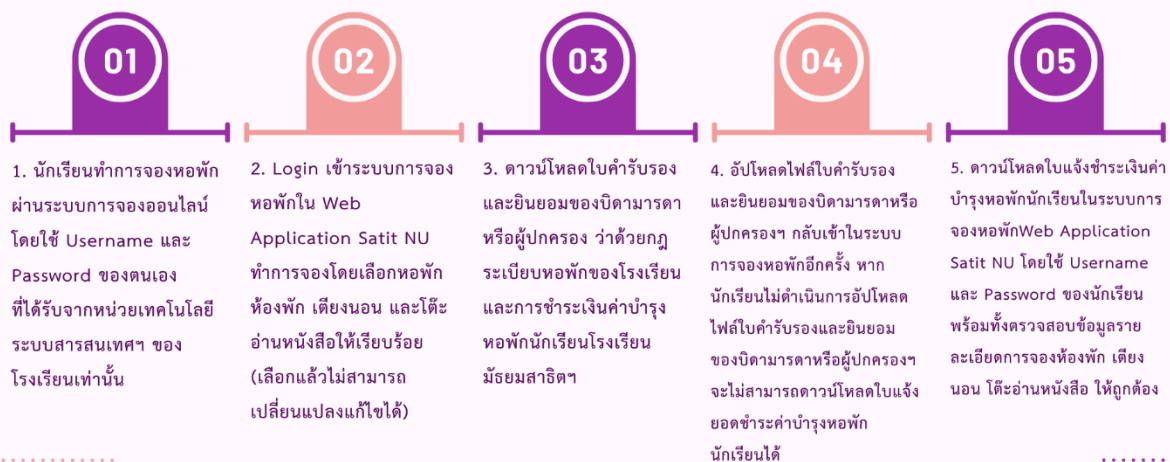 01
1. นักเรียนทำการจองหอพัก
ผ่านระบบการจองออนไลน์
โดยใช้ Username และ
Password ของตนเอง
ที่ได้รับจากหน่วยเทคโนโลยี
ระบบสารสนเทศฯ ของ
โรงเรียนเท่านั้น
02
2. Login เข้าระบบการจอง
หอพักใน Web
Application Satit NU
ทำการจองโดยเลือกหอพัก
ห้องพัก เตียงนอน และโต๊ะ
อ่านหนังสือให้เรียบร้อย
(เลือกแล้วไม่สามารถ
เปลี่ยนแปลงแก้ไขได้)
03
3. ดาวน์โหลดใบคำรับรอง
และยินยอมของบิดามารดา
หรือผู้ปกครอง ว่าด้วยกฎ
ระเบียบหอพักของโรงเรียน
และการชำระเงินค่าบำรุง
หอพักนักเรียนโรงเรียน
มัธยมสาธิตฯ
04
4. อัปโหลดไฟล์ใบคำรับรอง
และยินยอมของบิดามารดาหรือ
ผู้ปกครองฯ กลับเข้าในระบบ
การจองหอพักอีกครั้ง หาก
นักเรียนไม่ดำเนินการอัปโหลด
ไฟล์ใบคำรับรองและยินยอม
ของบิดามารดาหรือผู้ปกครองฯ
จะไม่สามารถดาวน์โหลดใบแจ้ง
ยอดชำระค่าบำรุงหอพัก
นักเรียนได้
05
5. ดาวน์โหลดใบแจ้งชำระเงินค่า
บำรุงหอพักนักเรียนในระบบการ
จองหอพักWeb Application
Satit NU โดยใช้ Username
และ Password ของนักเรียน
พร้อมทั้งตรวจสอบข้อมูลราย
ละเอียดการจองห้องพัก เตียง
นอน โต๊ะอ่านหนังสือ ให้ถูกต้อง